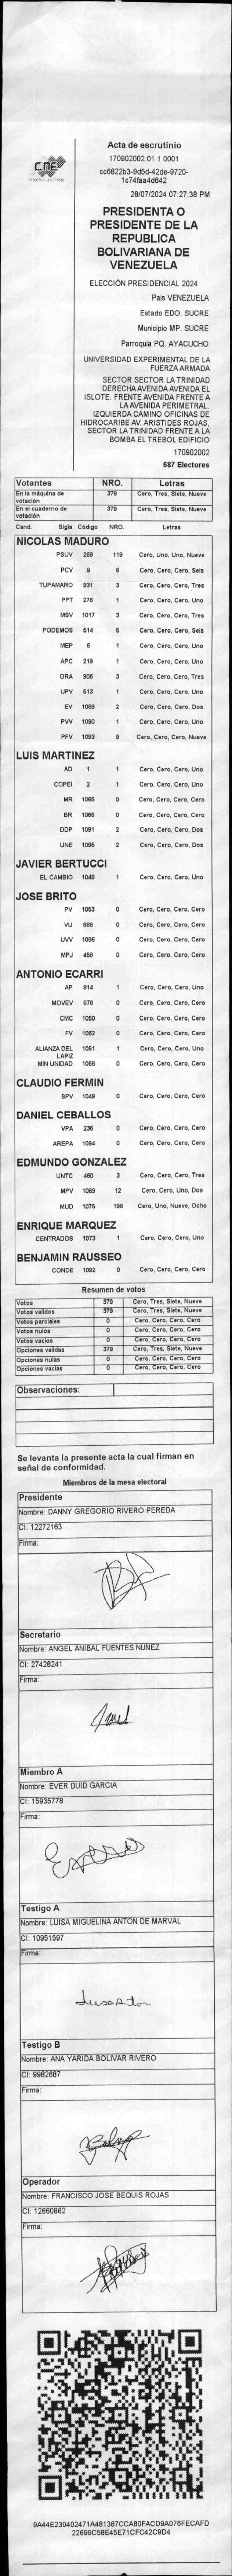 CNE
Acta de escrutinio
170902002.01.1.0001
cc6822b3-9d5d-42de-9720-
1c74faa4d642
28/07/2024 07:27:38 PM
PRESIDENTA O
PRESIDENTE DE LA
REPUBLICA
BOLIVARIANA DE
VENEZUELA
ELECCIÓN PRESIDENCIAL 2024
País VENEZUELA
Estado EDO. SUCRE
Municipio MP. SUCRE
Parroquia PQ. AYACUCHO
UNIVERSIDAD EXPERIMENTAL DE LA
FUERZA ARMADA
SECTOR SECTOR LA TRINIDAD
DERECHA AVENIDA AVENIDA EL
ISLOTE. FRENTE AVENIDA FRENTE A
LA AVENIDA PERIMETRAL.
IZQUIERDA CAMINO OFICINAS DE
HIDROCARIBE AV. ARISTIDES ROJAS,
SECTOR LA TRINIDAD FRENTE A LA
BOMBA EL TREBOL EDIFICIO
170902002
687 Electores
Votantes NRO. Letras
En la máquina de votación 379 Cero, Tres, Siete, Nueve
En el cuaderno de votación 379 Cero, Tres, Siete, Nueve
Cand. Sigla Código NRO. Letras
NICOLAS MADURO
PSUV 269 119 Cero, Uno, Uno, Nueve
PCV 9 6 Cero, Cero, Cero, Seis
TUPAMARO 931 3 Cero, Cero, Cero, Tres
PPT 276 1 Cero, Cero, Cero, Uno
MSV 1017 3 Cero, Cero, Cero, Tres
PODEMOS 514 6 Cero, Cero, Cero, Seis
MEP 6 1 Cero, Cero, Cero, Uno
APC 219 1 Cero, Cero, Cero, Uno
ORA 906 3 Cero, Cero, Cero, Tres
UPV 513 1 Cero, Cero, Cero, Uno
EV 1089 2 Cero, Cero, Cero, Dos
PVV 1090 1 Cero, Cero, Cero, Uno
PFV 1093 9 Cero, Cero, Cero, Nueve
LUIS MARTINEZ
AD 1 1 Cero, Cero, Cero, Uno
COPEI 2 1 Cero, Cero, Cero, Uno
MR 1065 0 Cero, Cero, Cero, Cero
BR 1066 0 Cero, Cero, Cero, Cero
DDP 1091 2 Cero, Cero, Cero, Dos
UNE 1095 2 Cero, Cero, Cero, Dos
JAVIER BERTUCCI
EL CAMBIO 1048 1 Cero, Cero, Cero, Uno
JOSE BRITO
PV 1053 0 Cero, Cero, Cero, Cero
VU 868 0 Cero, Cero, Cero, Cero
UVV 1096 0 Cero, Cero, Cero, Cero
MPJ 458 0 Cero, Cero, Cero, Cero
ANTONIO ECARRI
AP 814 1 Cero, Cero, Cero, Uno
MOVEV 978 0 Cero, Cero, Cero, Cero
CMC 1050 0 Cero, Cero, Cero, Cero
FV 1062 0 Cero, Cero, Cero, Cero
ALIANZA DEL LAPIZ 1051 1 Cero, Cero, Cero, Uno
MIN UNIDAD 1068 0 Cero, Cero, Cero, Cero
CLAUDIO FERMIN
SPV 1049 0 Cero, Cero, Cero, Cero
DANIEL CEBALLOS
VPA 236 0 Cero, Cero, Cero, Cero
AREPA 1094 0 Cero, Cero, Cero, Cero
EDMUNDO GONZALEZ
UNTC 460 3 Cero, Cero, Cero, Tres
MPV 1069 12 Cero, Cero, Uno, Dos
MUD 1076 198 Cero, Uno, Nueve, Ocho
ENRIQUE MARQUEZ
CENTRADOS 1073 1 Cero, Cero, Cero, Uno
BENJAMIN RAUSSEO
CONDE 1092 0 Cero, Cero, Cero, Cero
Resumen de votos
Votos 379 Cero, Tres, Siete, Nueve
Votos validos 379 Cero, Tres, Siete, Nueve
Votos parciales 0 Cero, Cero, Cero, Cero
Votos nulos 0 Cero, Cero, Cero, Cero
Votos vacios 0 Cero, Cero, Cero, Cero
Opciones validas 379 Cero, Tres, Siete, Nueve
Opciones nulas 0 Cero, Cero, Cero, Cero
Opciones vacias 0 Cero, Cero, Cero, Cero
Observaciones:
Se levanta la presente acta la cual firman en
señal de conformidad.
Miembros de la mesa electoral
Presidente
Nombre: DANNY GREGORIO RIVERO PEREDA
CI: 12272163
Firma:
Secretario
Nombre: ANGEL ANIBAL FUENTES NUÑEZ
CI: 27428241
Firma:
Miembro A
Nombre: EVER DUID GARCIA
CI: 15935778
Firma:
Testigo A
Nombre: LUISA MIGUELINA ANTON DE MARVAL
CI: 10951597
Firma:
Luisa Anton
Testigo B
Nombre: ANA YARIDA BOLIVAR RIVERO
CI: 9982687
Firma:
Operador
Nombre: FRANCISCO JOSE BEQUIS ROJAS
CI: 12660862
Firma:
9A44E230402471A481387CCA80FACD9A076FECAFD
22699C58E45E71CFC42C9D4